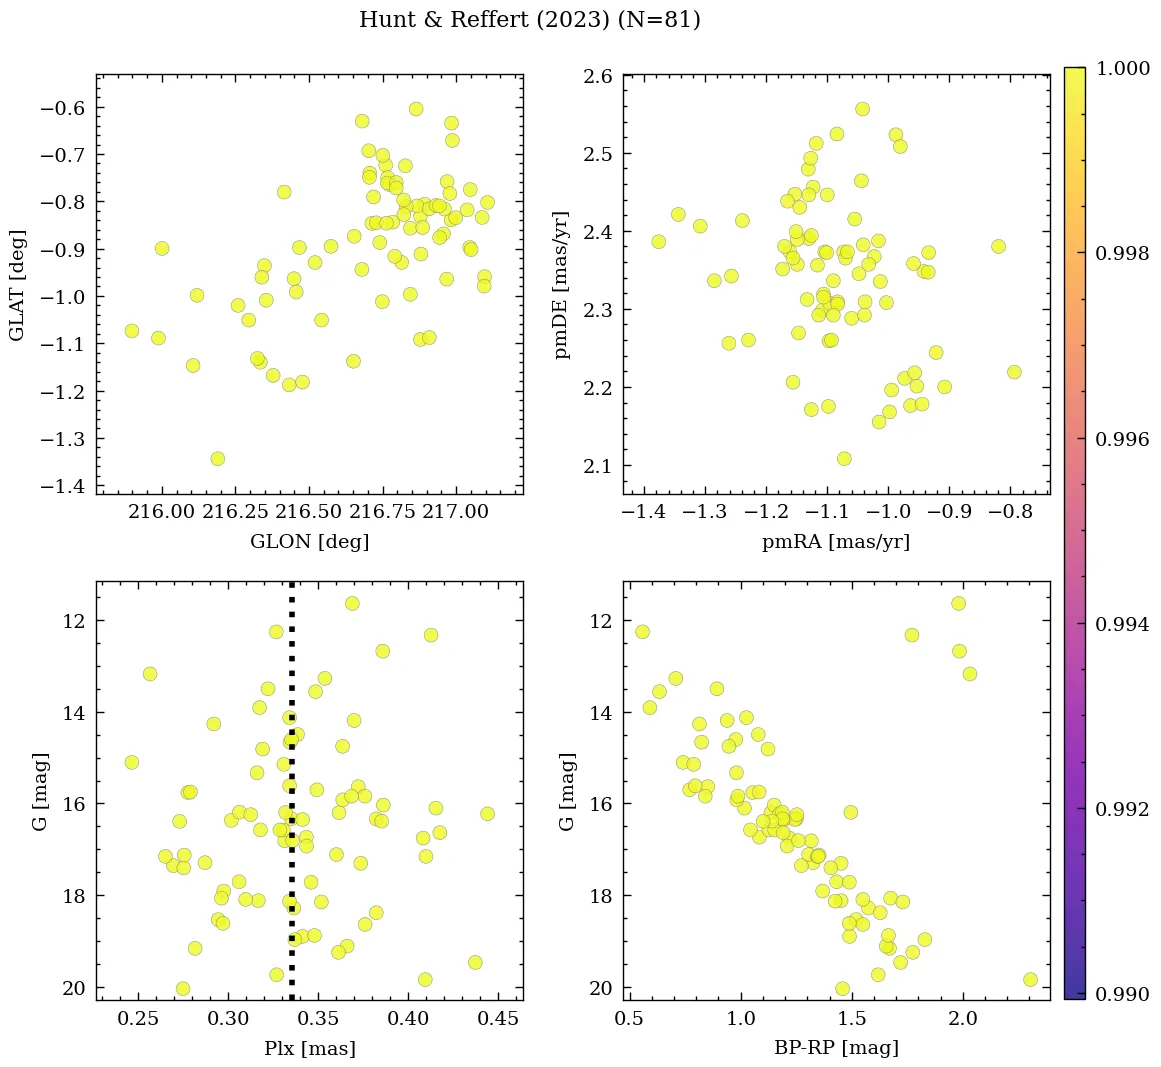 Hunt & Reffert (2023) (N=81)
−0.6
−0.7
−0.8
−0.9
−1.0
−1.1
−1.2
−1.3
−1.4
GLAT [deg]
216.00 216.25 216.50 216.75 217.00
GLON [deg]
2.6
2.5
2.4
2.3
2.2
2.1
pmDE [mas/yr]
−1.4 −1.3 −1.2 −1.1 −1.0 −0.9 −0.8
pmRA [mas/yr]
12
14
16
18
20
G [mag]
0.25 0.30 0.35 0.40 0.45
Plx [mas]
12
14
16
18
20
G [mag]
0.5 1.0 1.5 2.0
BP-RP [mag]
1.000
0.998
0.996
0.994
0.992
0.990